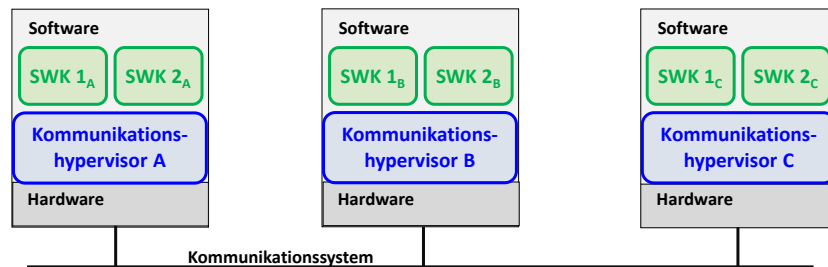 Software
SWK 1A SWK 2A
Kommunikations-
hypervisor A
Hardware
Software
SWK 1B SWK 2B
Kommunikations-
hypervisor B
Hardware
Software
SWK 1C SWK 2C
Kommunikations-
hypervisor C
Hardware
Kommunikationssystem